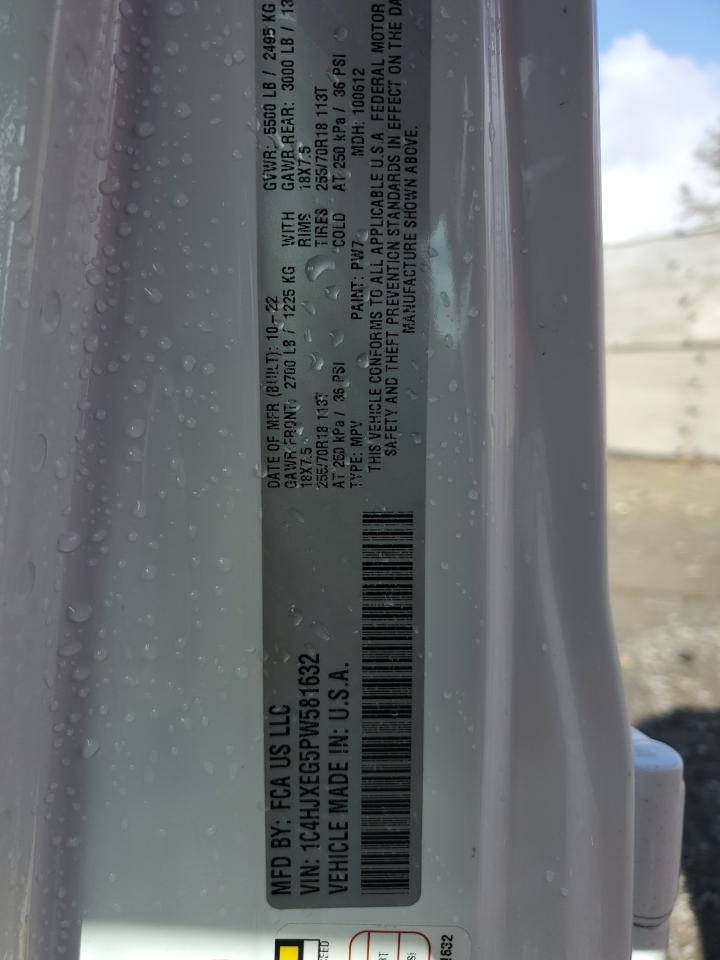 MFD BY: FCA US LLC
VIN: 1C4HJXEG5PW581632
VEHICLE MADE IN: U.S.A.
DATE OF MFR (BUILT): 10-22 GVWR: 5500 LB / 2495 KG
GAWR FRONT: 2700 LB / 1225 KG WITH GAWR REAR: 3000 LB / 13
18X7.5 RIMS 18X7.5
255/70R18 113T TIRES 255/70R18 113T
AT 250 kPa / 36 PSI COLD AT 250 kPa / 36 PSI
TYPE: MPV PAINT: PW7 MDH: 100612
THIS VEHICLE CONFORMS TO ALL APPLICABLE U.S.A. FEDERAL MOTOR
SAFETY AND THEFT PREVENTION STANDARDS IN EFFECT ON THE DA
MANUFACTURE SHOWN ABOVE.
EED
RT
1632